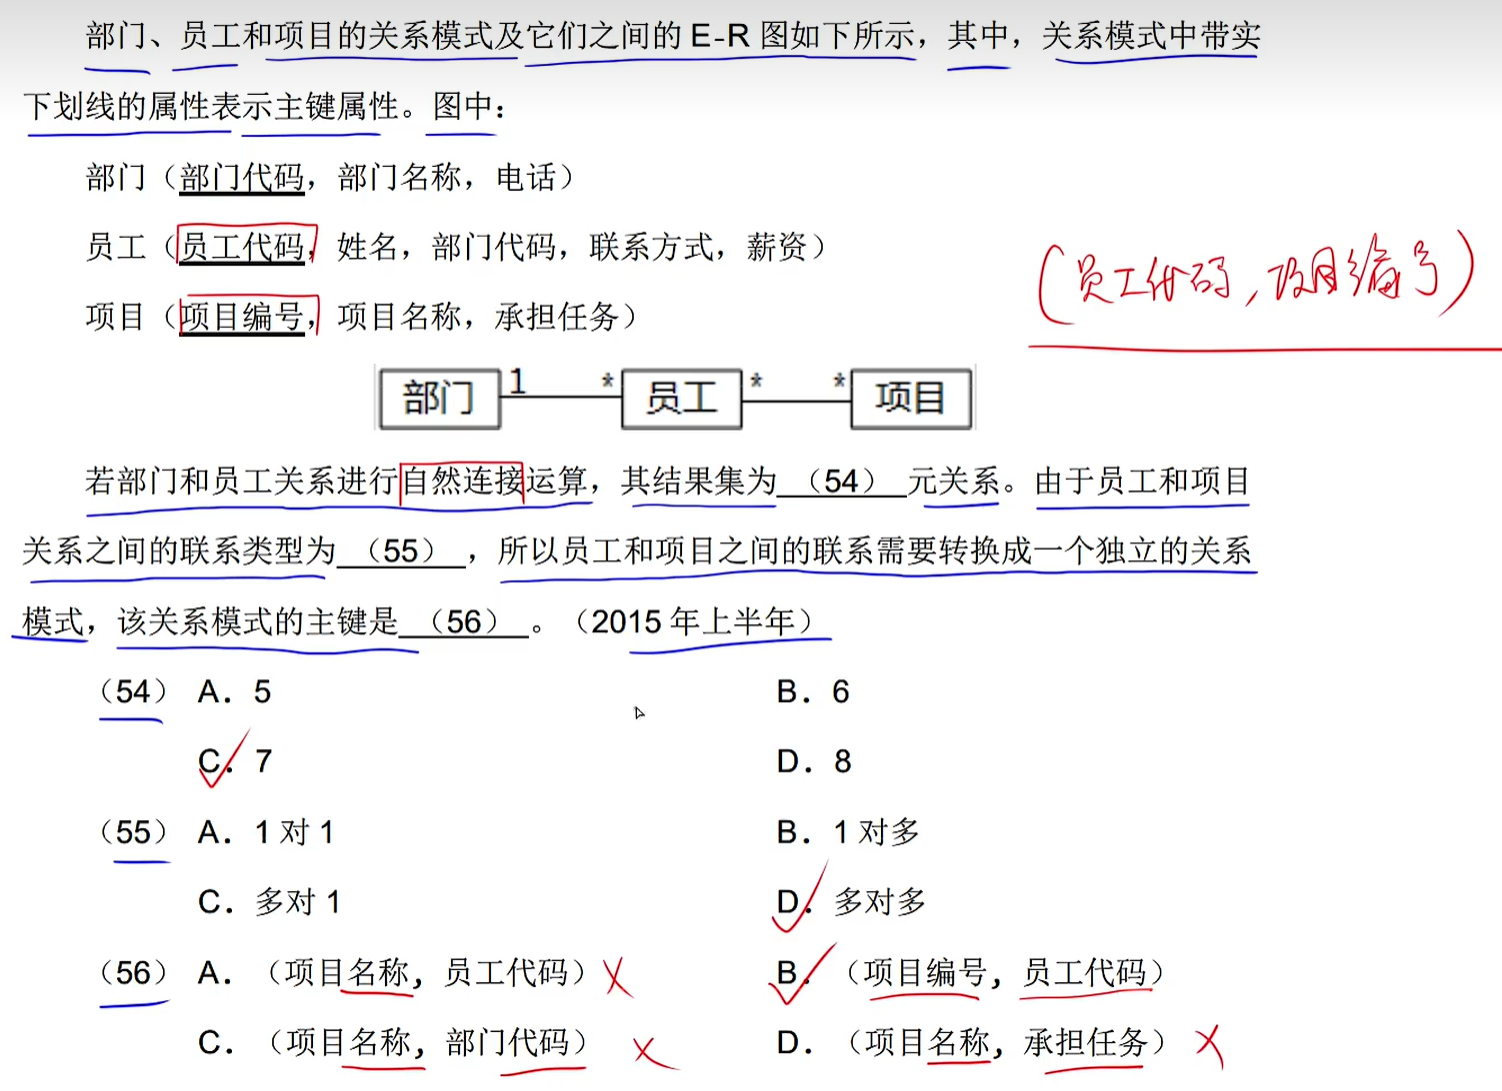 部门、员工和项目的关系模式及它们之间的 E-R 图如下所示，其中，关系模式中带实
下划线的属性表示主键属性。图中：
部门（部门代码，部门名称，电话）
员工（员工代码，姓名，部门代码，联系方式，薪资）
(员工代码，项目编号)
项目（项目编号，项目名称，承担任务）
部门 1 * 员工 * * 项目
若部门和员工关系进行自然连接运算，其结果集为 （54） 元关系。由于员工和项目
关系之间的联系类型为 （55） ，所以员工和项目之间的联系需要转换成一个独立的关系
模式，该关系模式的主键是 （56） 。（2015 年上半年）
（54） A．5 B．6
C．7 D．8
（55） A．1 对 1 B．1 对多
C．多对 1 D．多对多
（56） A．（项目名称，员工代码） B．（项目编号，员工代码）
C．（项目名称，部门代码） D．（项目名称，承担任务）